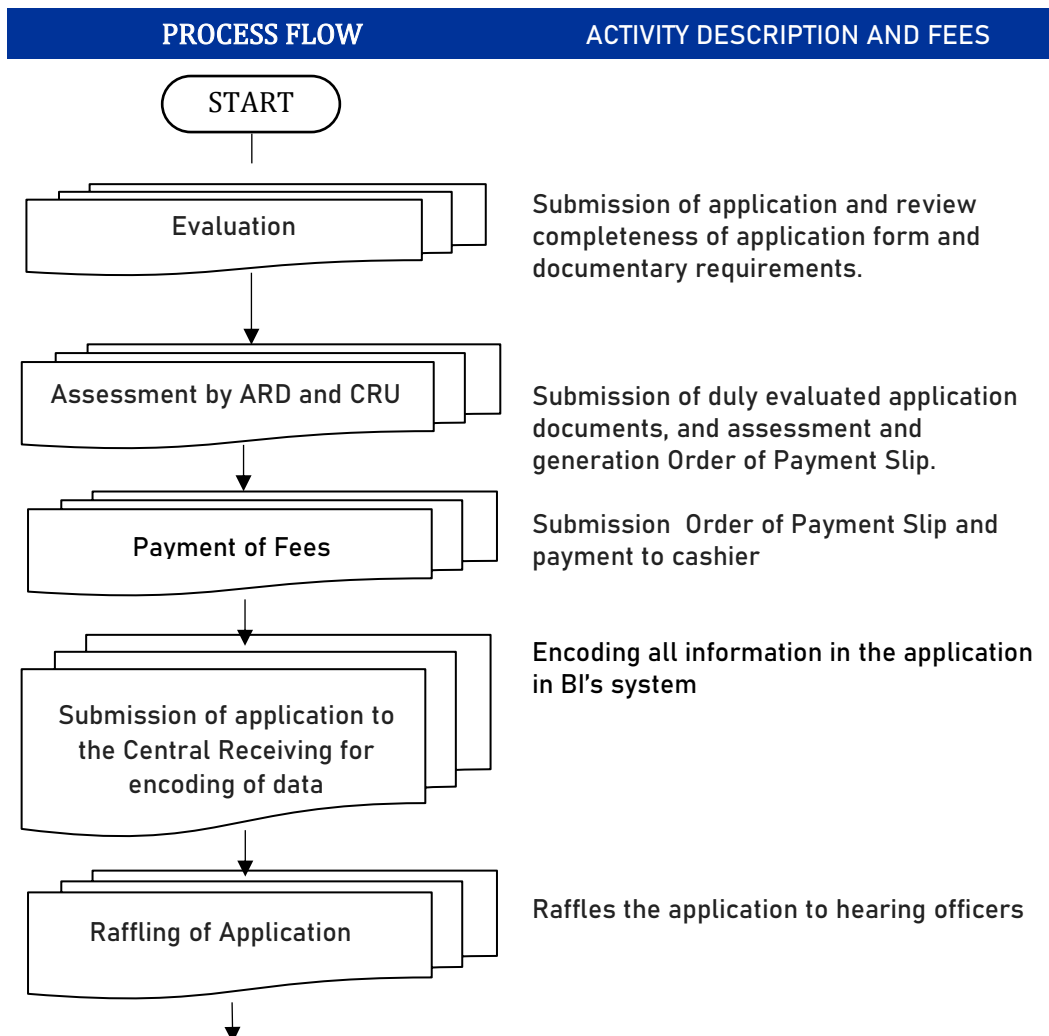 PROCESS FLOW
ACTIVITY DESCRIPTION AND FEES
START
Evaluation
Submission of application and review
completeness of application form and
documentary requirements.
Assessment by ARD and CRU
Submission of duly evaluated application
documents, and assessment and
generation Order of Payment Slip.
Payment of Fees
Submission Order of Payment Slip and
payment to cashier
Submission of application to
the Central Receiving for
encoding of data
Encoding all information in the application
in BI's system
Raffling of Application
Raffles the application to hearing officers